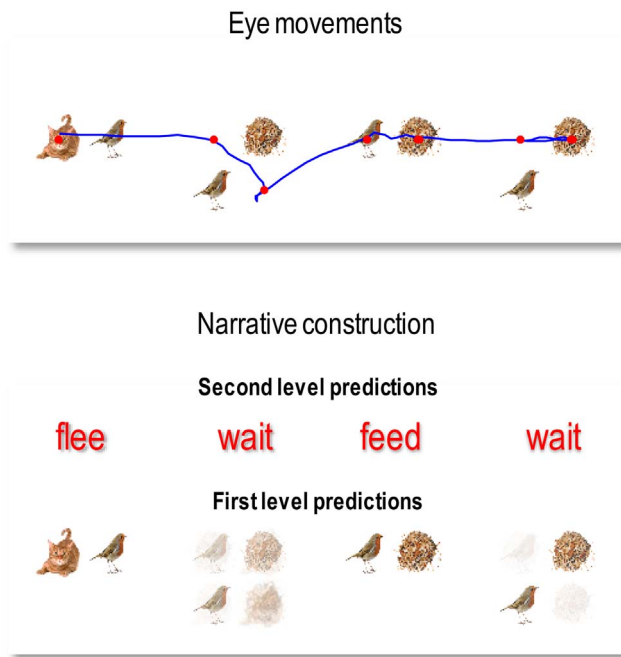 Eye movements
Narrative construction
Second level predictions
flee wait feed wait
First level predictions